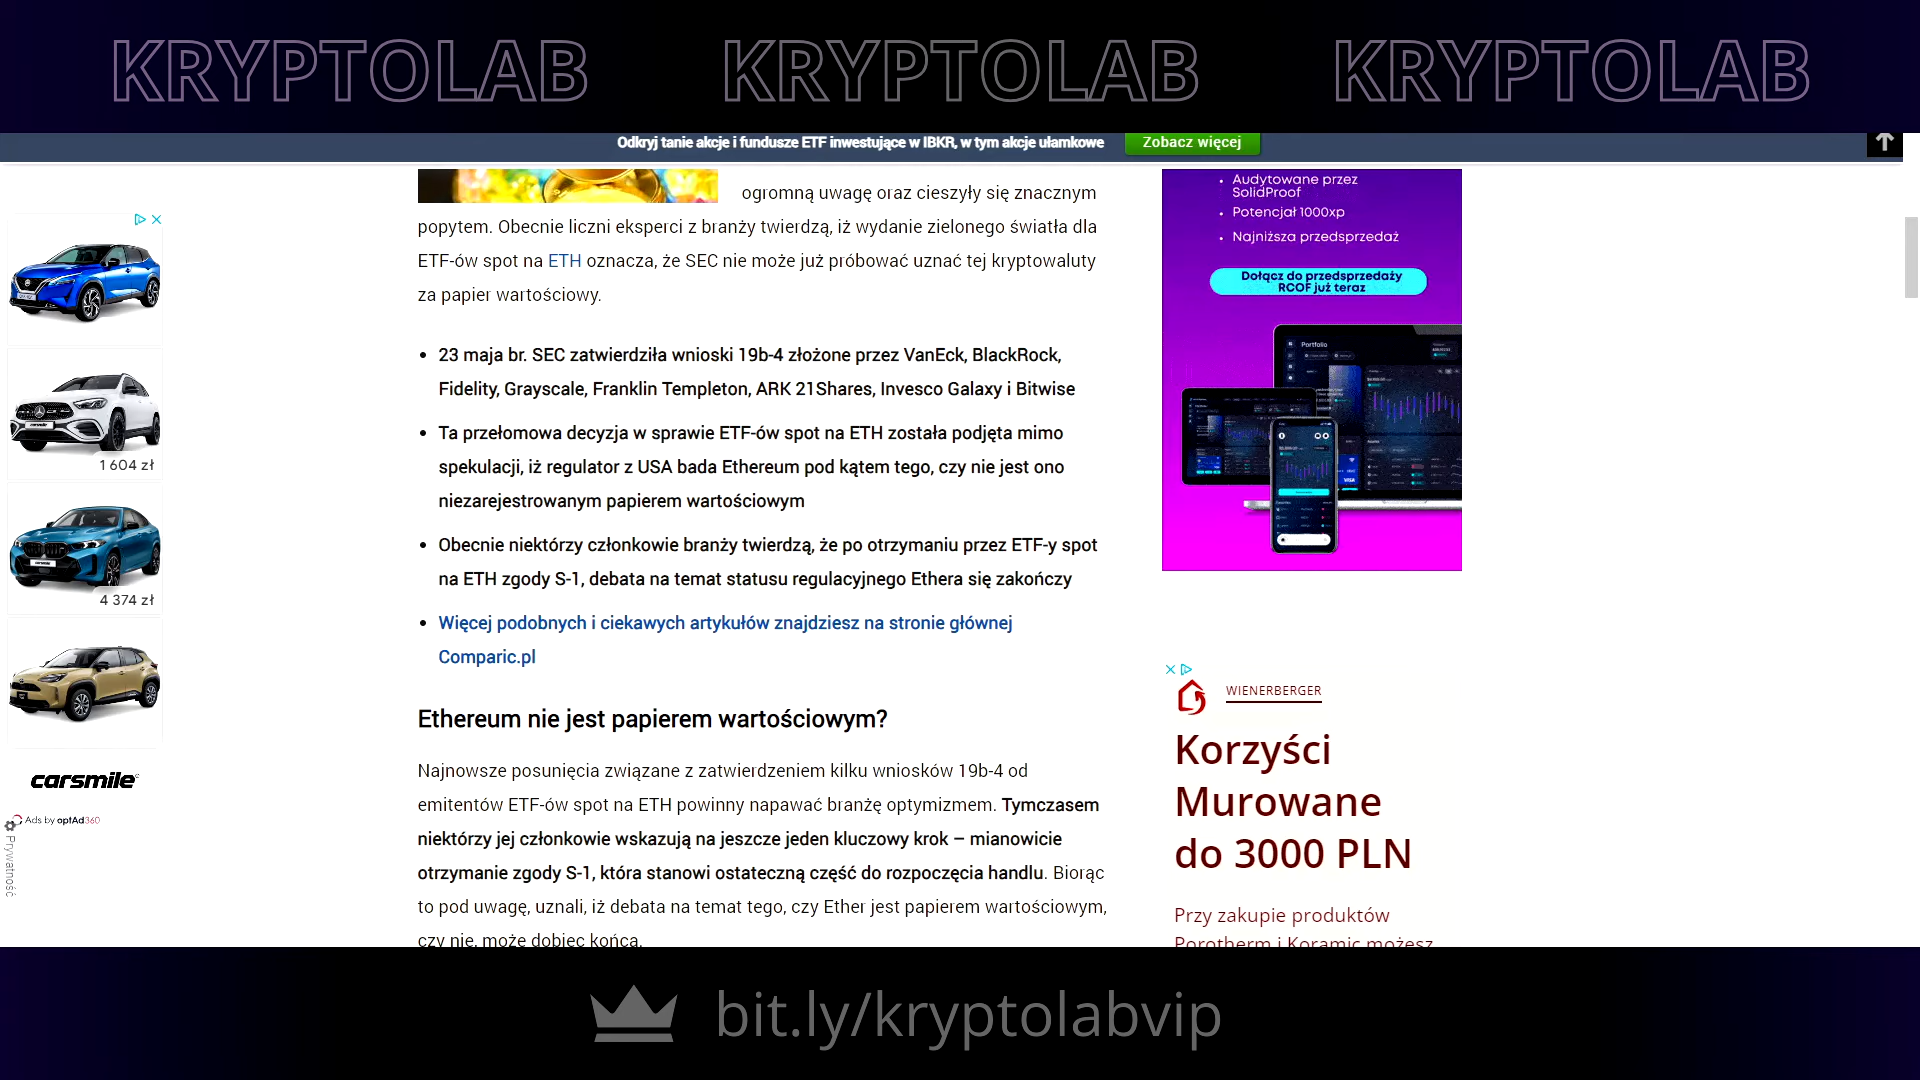 KRYPTOLAB KRYPTOLAB KRYPTOLAB
Odkryj tanie akcje i fundusze ETF inwestujące w IBKR, w tym akcje ułamkowe
Zobacz więcej
ogromną uwagę oraz cieszyły się znacznym
popytem. Obecnie liczni eksperci z branży twierdzą, iż wydanie zielonego światła dla
ETF-ów spot na ETH oznacza, że SEC nie może już próbować uznać tej kryptowaluty
za papier wartościowy.
• 23 maja br. SEC zatwierdziła wnioski 19b-4 złożone przez VanEck, BlackRock,
Fidelity, Grayscale, Franklin Templeton, ARK 21Shares, Invesco Galaxy i Bitwise
• Ta przełomowa decyzja w sprawie ETF-ów spot na ETH została podjęta mimo
spekulacji, iż regulator z USA bada Ethereum pod kątem tego, czy nie jest ono
niezarejestrowanym papierem wartościowym
• Obecnie niektórzy członkowie branży twierdzą, że po otrzymaniu przez ETF-y spot
na ETH zgody S-1, debata na temat statusu regulacyjnego Ethera się zakończy
• Więcej podobnych i ciekawych artykułów znajdziesz na stronie głównej
Comparic.pl
Ethereum nie jest papierem wartościowym?
Najnowsze posunięcia związane z zatwierdzeniem kilku wniosków 19b-4 od
emitentów ETF-ów spot na ETH powinny napawać branżę optymizmem. Tymczasem
niektórzy jej członkowie wskazują na jeszcze jeden kluczowy krok – mianowicie
otrzymanie zgody S-1, która stanowi ostateczną część do rozpoczęcia handlu. Biorąc
to pod uwagę, uznali, iż debata na temat tego, czy Ether jest papierem wartościowym,
czy nie, może dobiec końca.
1 604 zł
4 374 zł
carsmile
Ads by optAd360
Prywatność
• Audytowane przez
SolidProof
• Potencjał 1000xp
• Najniższa przedsprzedaż
Dołącz do przedsprzedaży
RCOF już teraz
Portfolio
VISA
WIENERBERGER
Korzyści
Murowane
do 3000 PLN
Przy zakupie produktów
Porotherm i Koramic możesz
bit.ly/kryptolabvip